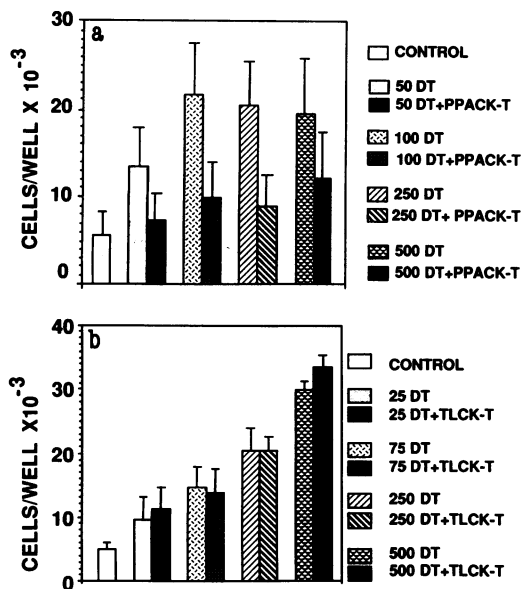 a
30
20
10
0
CELLS/WELL X 10⁻³
CONTROL
50 DT
50 DT+PPACK-T
100 DT
100 DT+PPACK-T
250 DT
250 DT+ PPACK-T
500 DT
500 DT+PPACK-T
b
40
30
20
10
0
CELLS/WELL X10⁻³
CONTROL
25 DT
25 DT+TLCK-T
75 DT
75 DT+TLCK-T
250 DT
250 DT+TLCK-T
500 DT
500 DT+TLCK-T